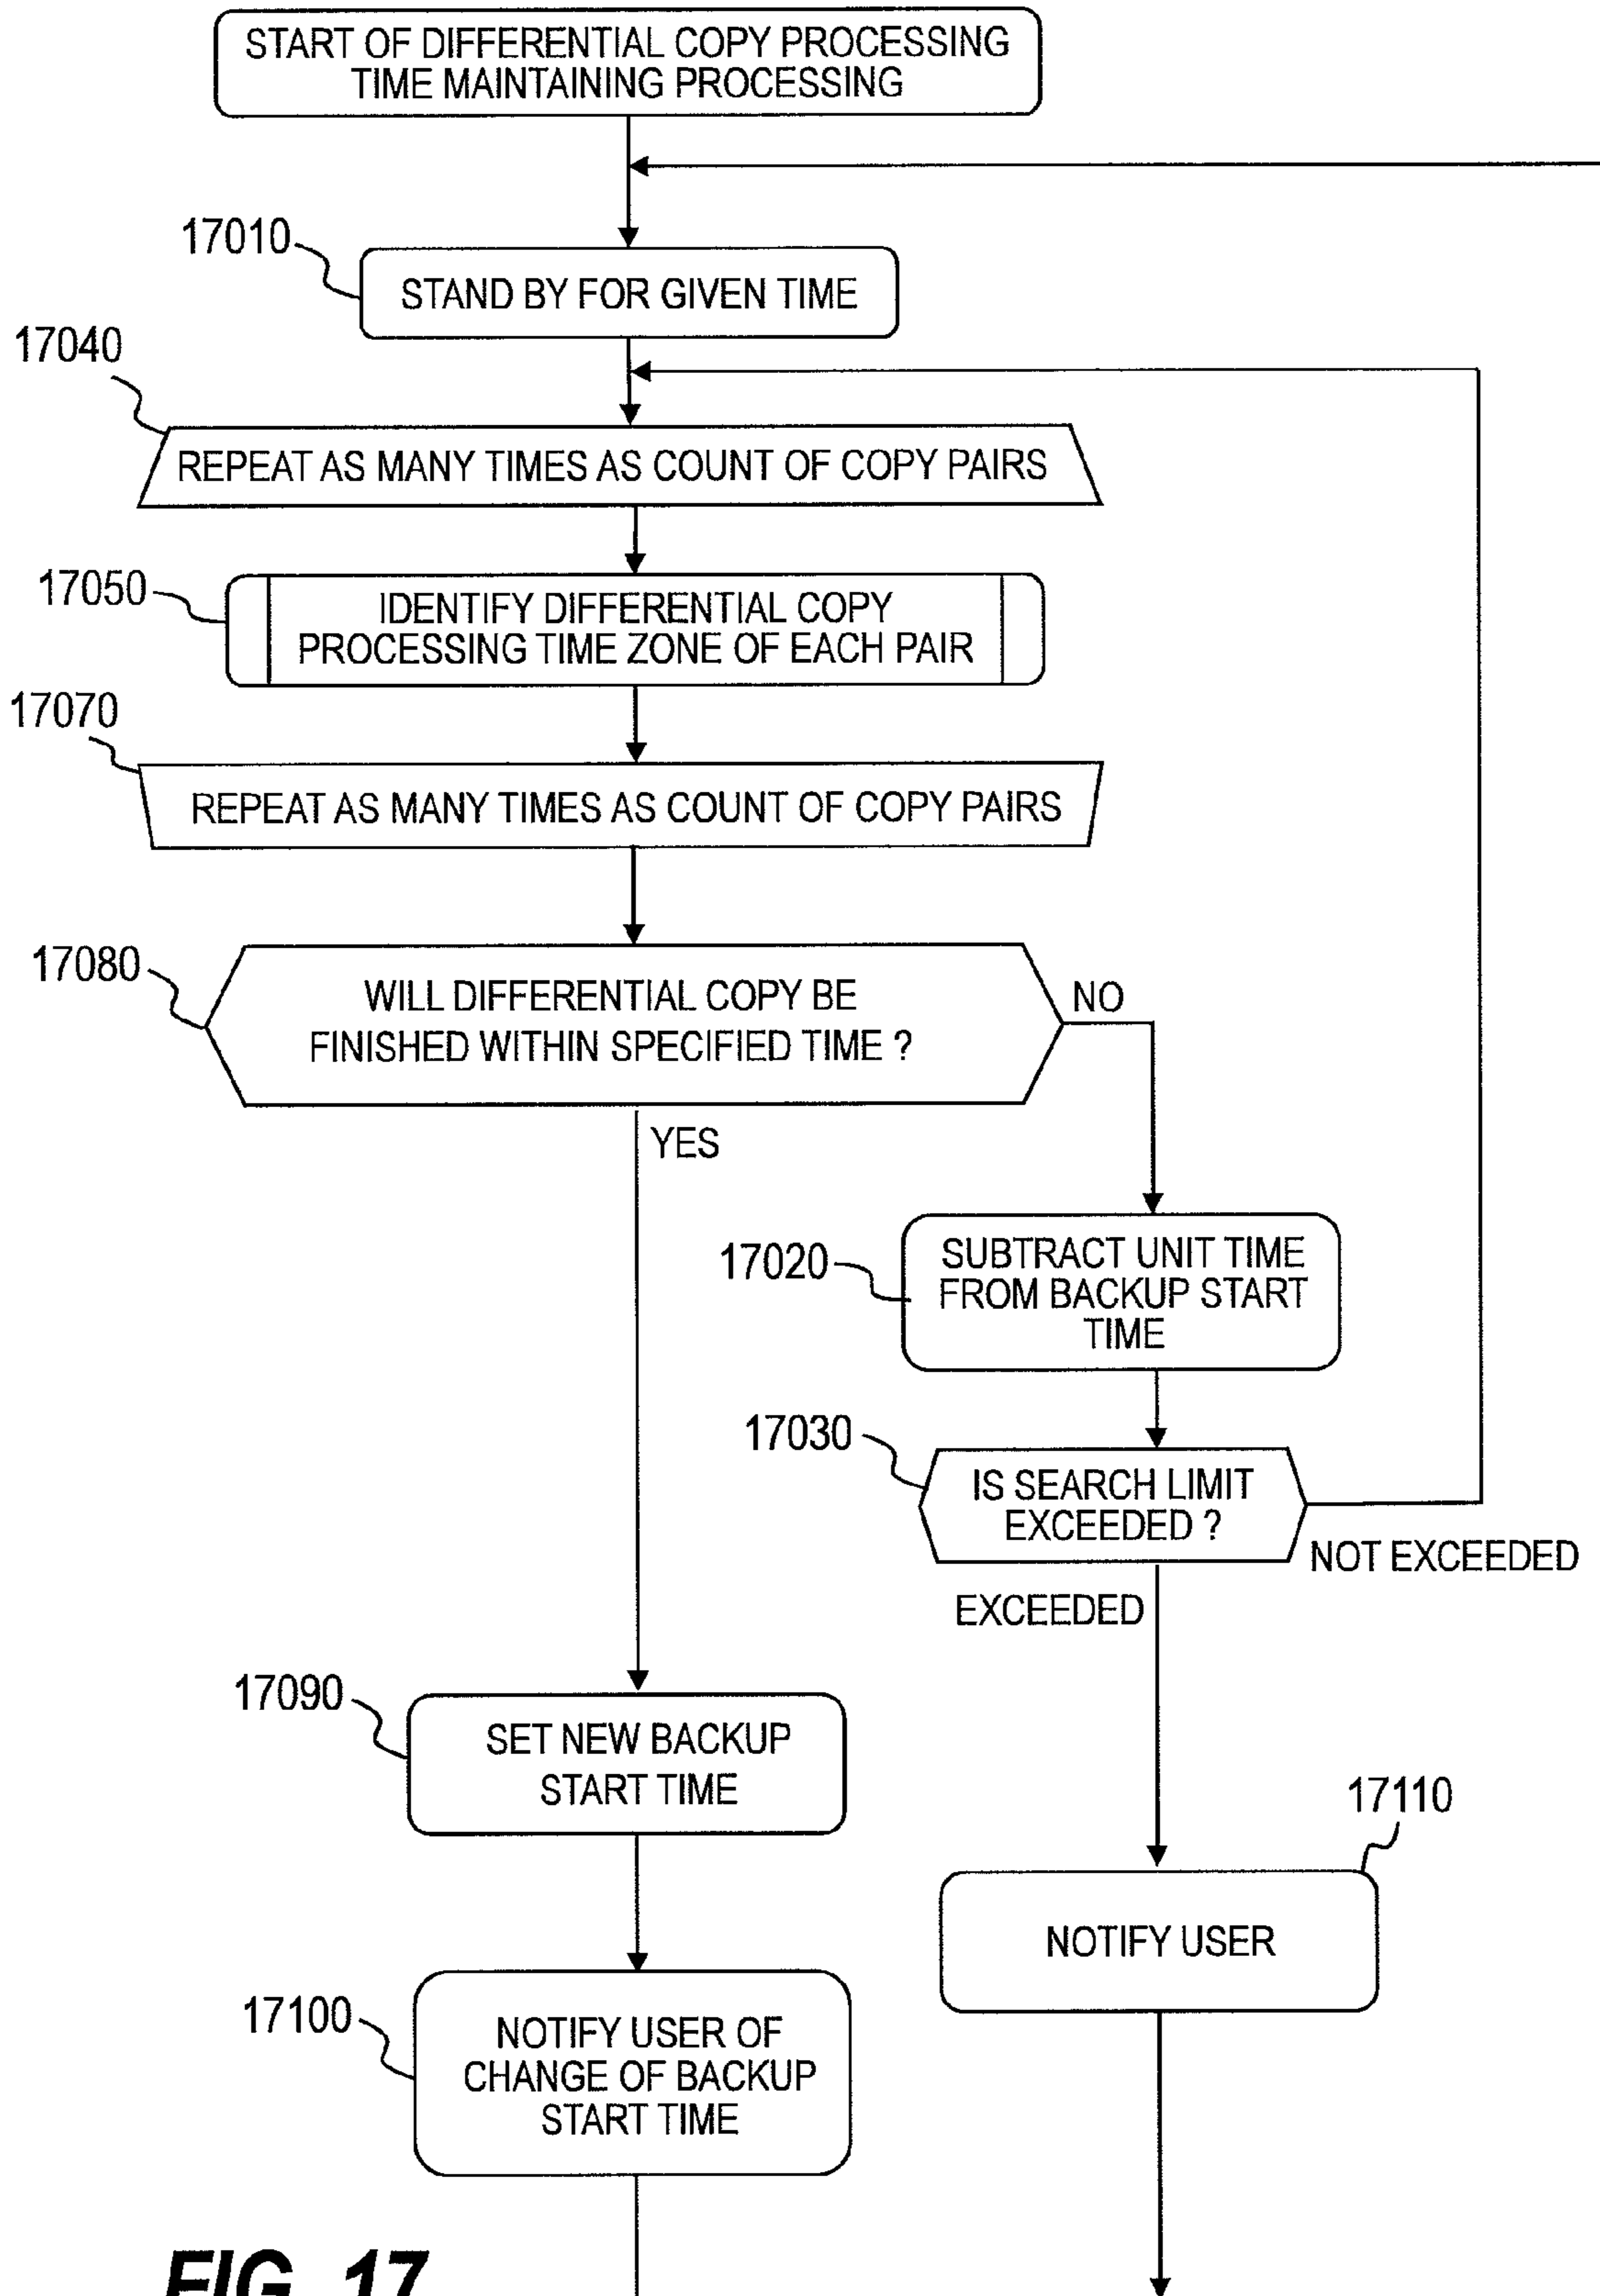 START OF DIFFERENTIAL COPY PROCESSING
TIME MAINTAINING PROCESSING
17010
STAND BY FOR GIVEN TIME
17040
REPEAT AS MANY TIMES AS COUNT OF COPY PAIRS
17050
IDENTIFY DIFFERENTIAL COPY
PROCESSING TIME ZONE OF EACH PAIR
17070
REPEAT AS MANY TIMES AS COUNT OF COPY PAIRS
17080
WILL DIFFERENTIAL COPY BE
FINISHED WITHIN SPECIFIED TIME ?
NO
YES
17020
SUBTRACT UNIT TIME
FROM BACKUP START
TIME
17030
IS SEARCH LIMIT
EXCEEDED ?
NOT EXCEEDED
EXCEEDED
17090
SET NEW BACKUP
START TIME
17110
NOTIFY USER
17100
NOTIFY USER OF
CHANGE OF BACKUP
START TIME
FIG. 17